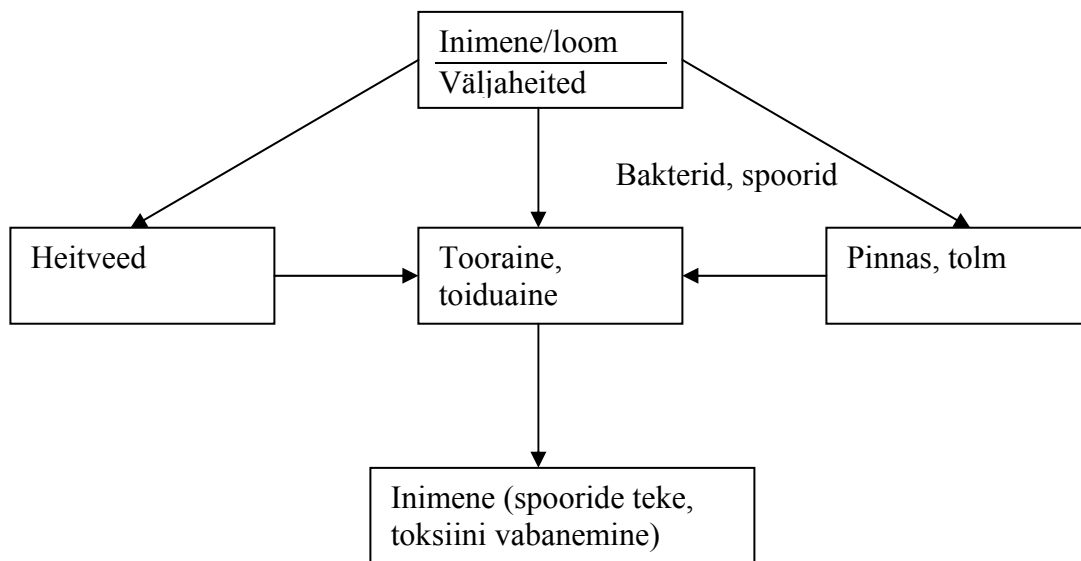 Inimene/loom
Väljaheited
Bakterid, spoorid
Heitveed
Tooraine,
toiduaine
Pinnas, tolm
Inimene (spooride teke,
toksiini vabanemine)